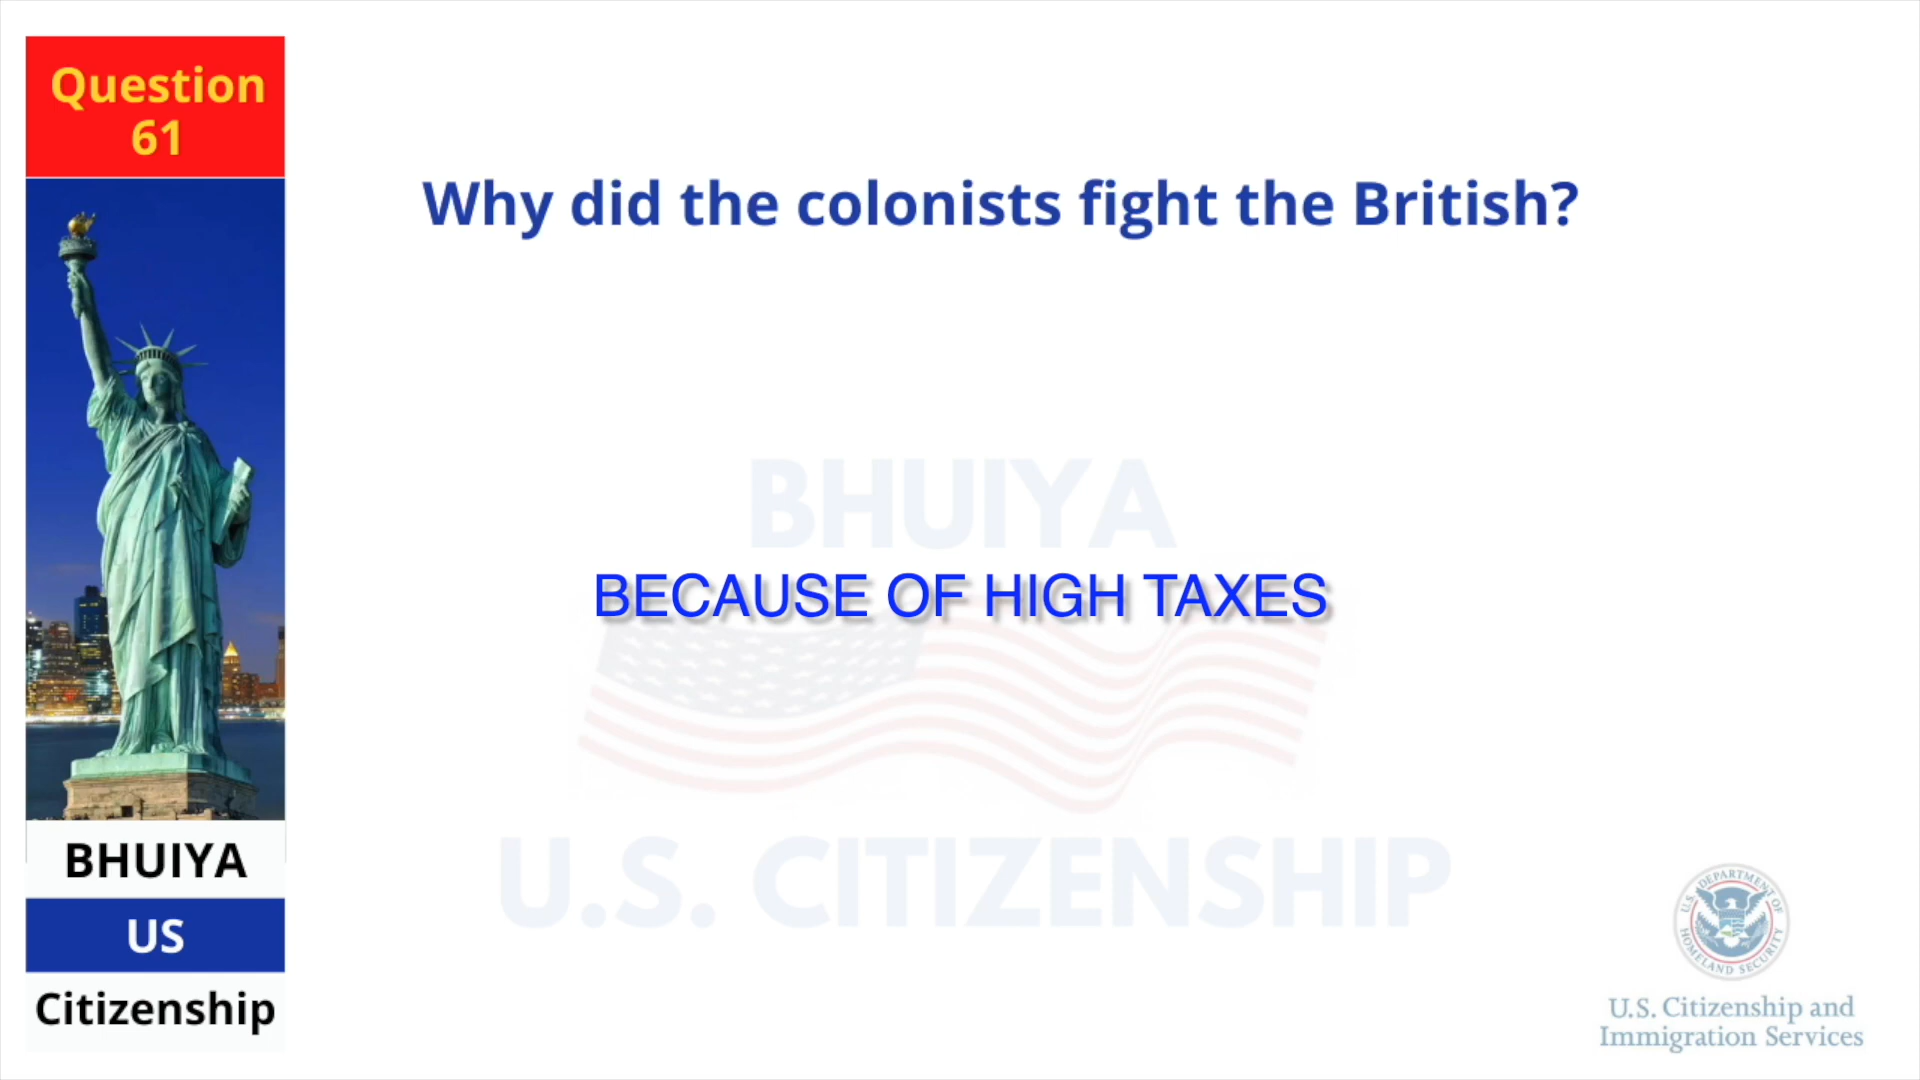 Question
61
Why did the colonists fight the British?
BHUIYA
BECAUSE OF HIGH TAXES
U.S. CITIZENSHIP
BHUIYA
US
Citizenship
U.S. DEPARTMENT OF
HOMELAND SECURITY
U.S. Citizenship and
Immigration Services